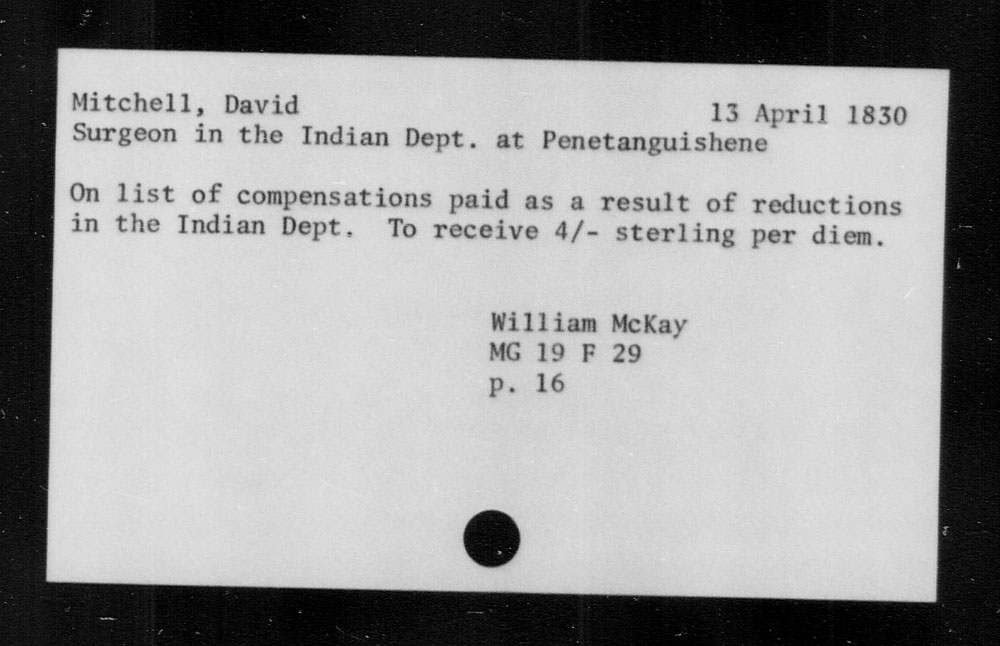 Mitchell, David 13 April 1830
Surgeon in the Indian Dept. at Penetanguishene
On list of compensations paid as a result of reductions
in the Indian Dept. To receive 4/- sterling per diem.
William McKay
MG 19 F 29
p. 16